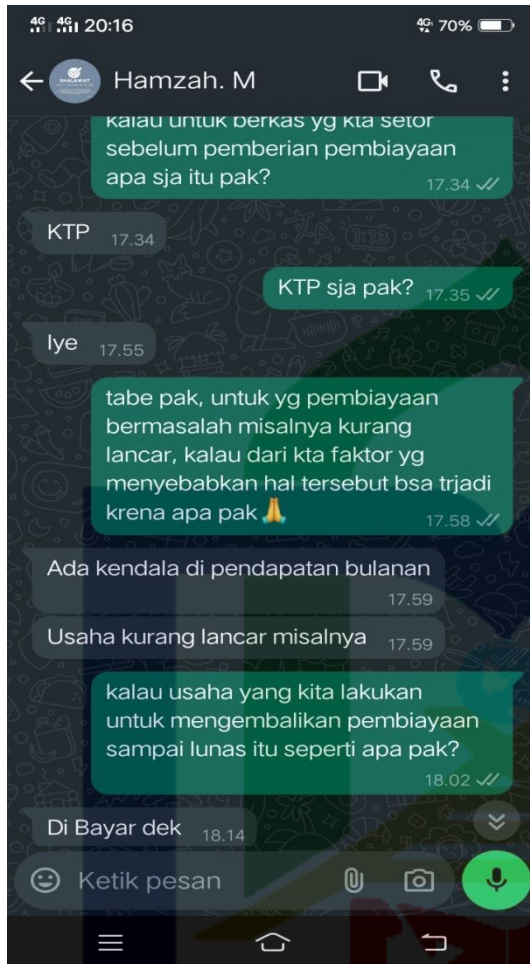 4G 4G 20:16 4G 70%
Hamzah. M
kalau untuk berkas yg kta setor
sebelum pemberian pembiayaan
apa sja itu pak?
17.34
KTP 17.34
KTP sja pak? 17.35
Iye 17.55
tabe pak, untuk yg pembiayaan
bermasalah misalnya kurang
lancar, kalau dari kta faktor yg
menyebabkan hal tersebut bsa trjadi
krena apa pak🙏
17.58
Ada kendala di pendapatan bulanan
17.59
Usaha kurang lancar misalnya 17.59
kalau usaha yang kita lakukan
untuk mengembalikan pembiayaan
sampai lunas itu seperti apa pak?
18.02
Di Bayar dek 18.14
Ketik pesan